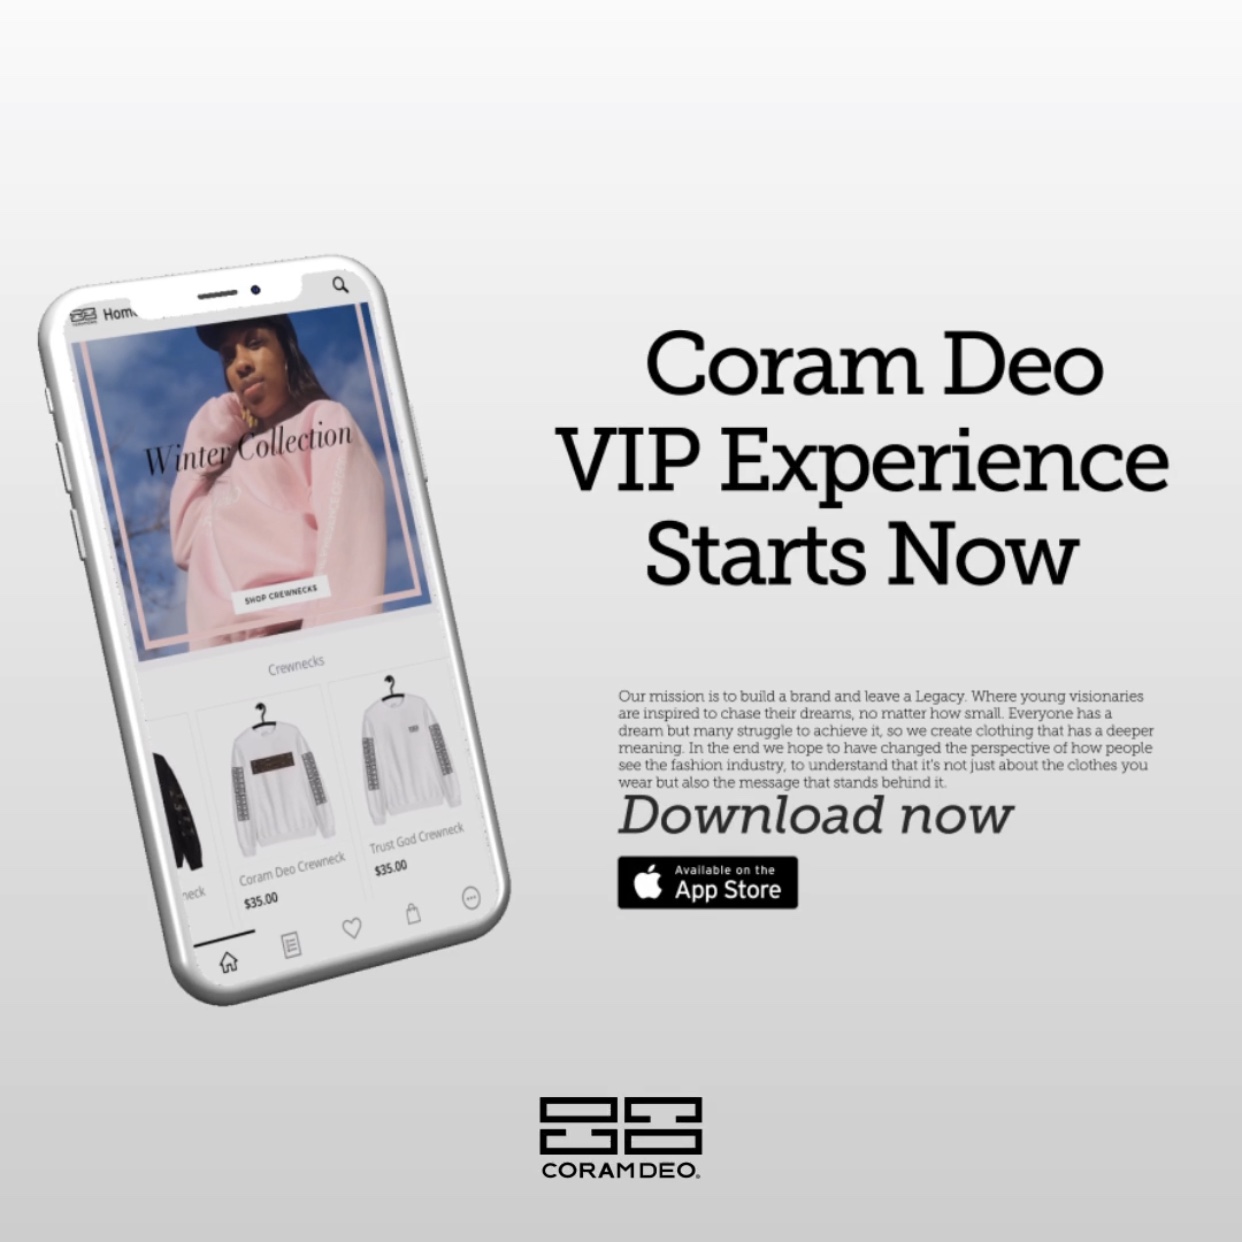 Home
Winter Collection
SHOP CREWNECKS
Crewnecks
Coram Deo Crewneck
$35.00
Trust God Crewneck
$35.00
Coram Deo
VIP Experience
Starts Now
Our mission is to build a brand and leave a Legacy. Where young visionaries
are inspired to chase their dreams, no matter how small. Everyone has a
dream but many struggle to achieve it, so we create clothing that has a deeper
meaning. In the end we hope to have changed the perspective of how people
see the fashion industry, to understand that it's not just about the clothes you
wear but also the message that stands behind it.
Download now
Available on the
App Store
CORAM DEO.